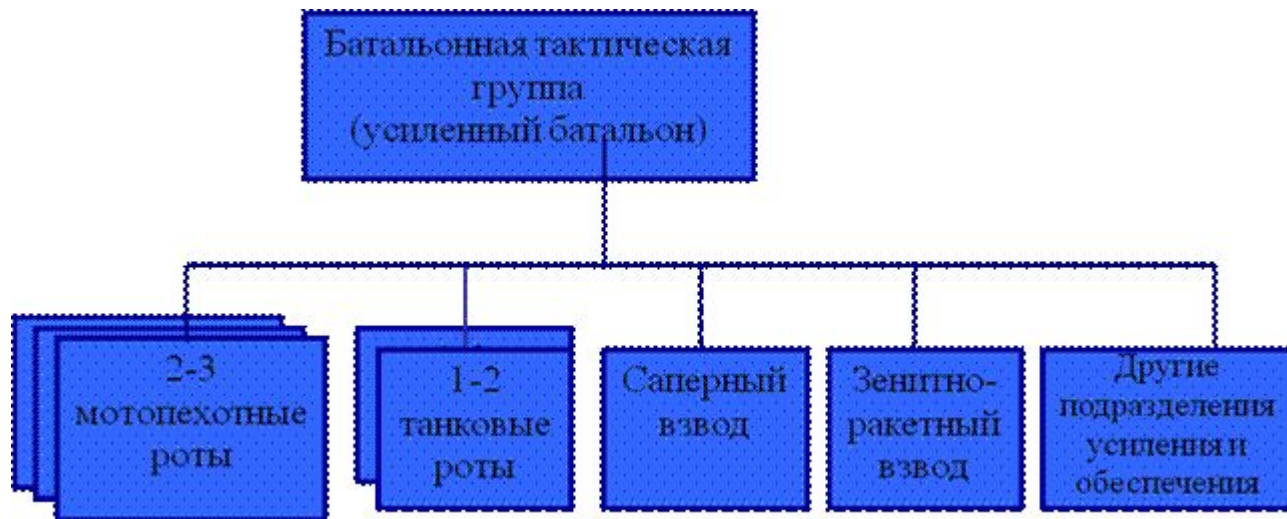 Батальонная тактическая
группа
(усиленный батальон)
2-3
мотопехотные
роты
1-2
танковые
роты
Саперный
взвод
Зенитно-
ракетный
взвод
Другие
подразделения
усиления и
обеспечения